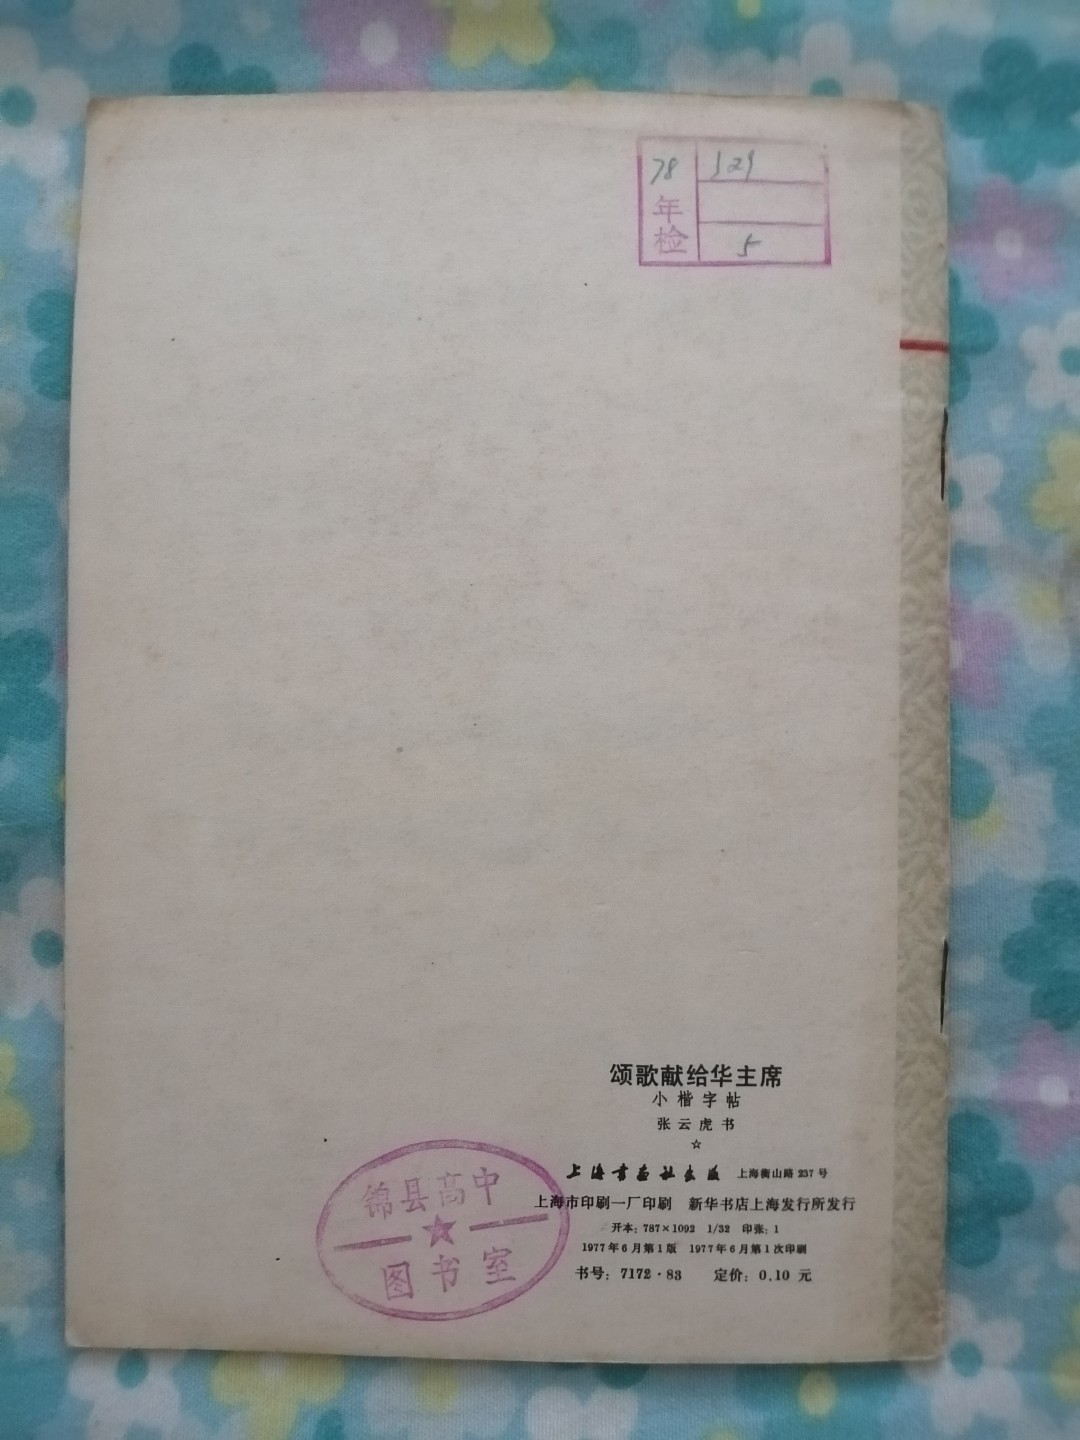 78 129
年检
5
颂歌献给华主席
小楷字帖
张云虎书
☆
上海书画社出版 上海衡山路 237 号
上海市印刷一厂印刷 新华书店上海发行所发行
开本：787×1092 1/32 印张：1
1977年6月第1版 1977年6月第1次印刷
书号：7172·83 定价：0.10 元
锦县高中
图书室